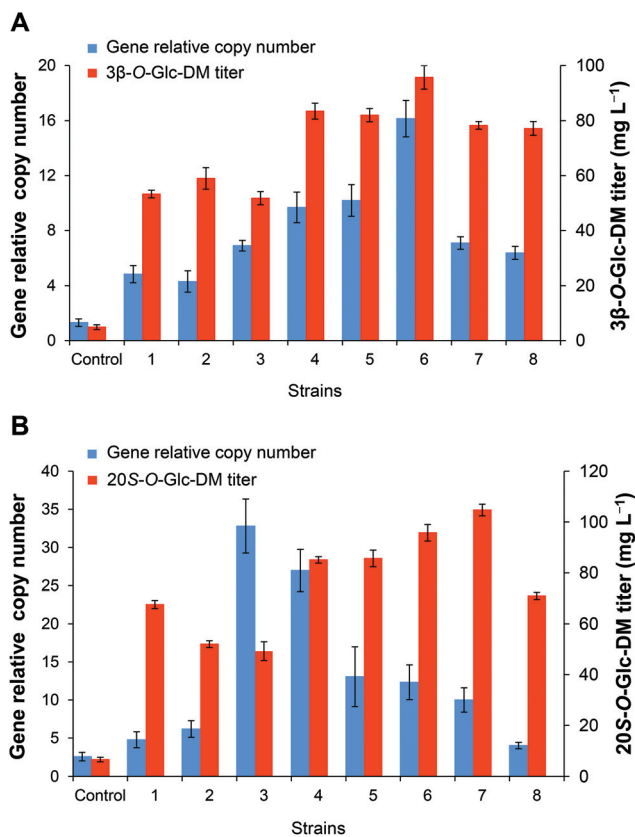 A
Gene relative copy number
3β-O-Glc-DM titer
Gene relative copy number
20
16
12
8
4
0
100
80
60
40
20
0
3β-O-Glc-DM titer (mg L⁻¹)
Control 1 2 3 4 5 6 7 8
Strains
B
Gene relative copy number
20S-O-Glc-DM titer
Gene relative copy number
40
35
30
25
20
15
10
5
0
120
100
80
60
40
20
0
20S-O-Glc-DM titer (mg L⁻¹)
Control 1 2 3 4 5 6 7 8
Strains